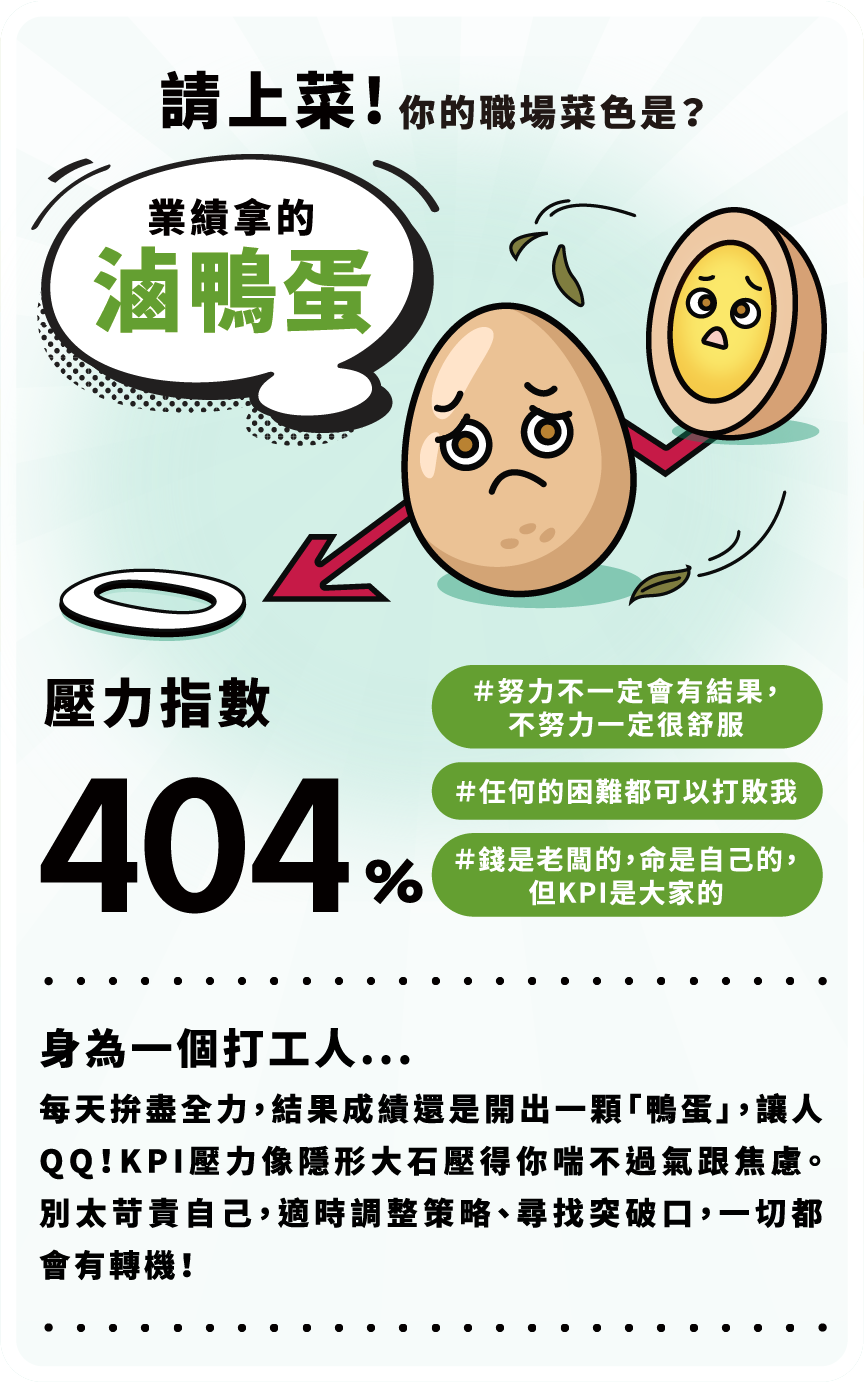 請上菜！你的職場菜色是？
業績拿的
滷鴨蛋
壓力指數
404%
#努力不一定會有結果，
不努力一定很舒服
#任何的困難都可以打敗我
#錢是老闆的，命是自己的，
但KPI是大家的
身為一個打工人...
每天拚盡全力，結果成績還是開出一顆「鴨蛋」，讓人
QQ！KPI壓力像隱形大石壓得你喘不過氣跟焦慮。
別太苛責自己，適時調整策略、尋找突破口，一切都
會有轉機！